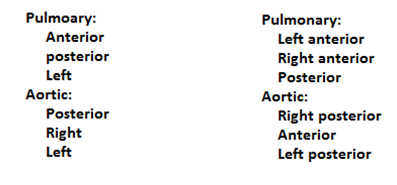 Pulmoary:
Anterior
posterior
Left
Aortic:
Posterior
Right
Left
Pulmonary:
Left anterior
Right anterior
Posterior
Aortic:
Right posterior
Anterior
Left posterior